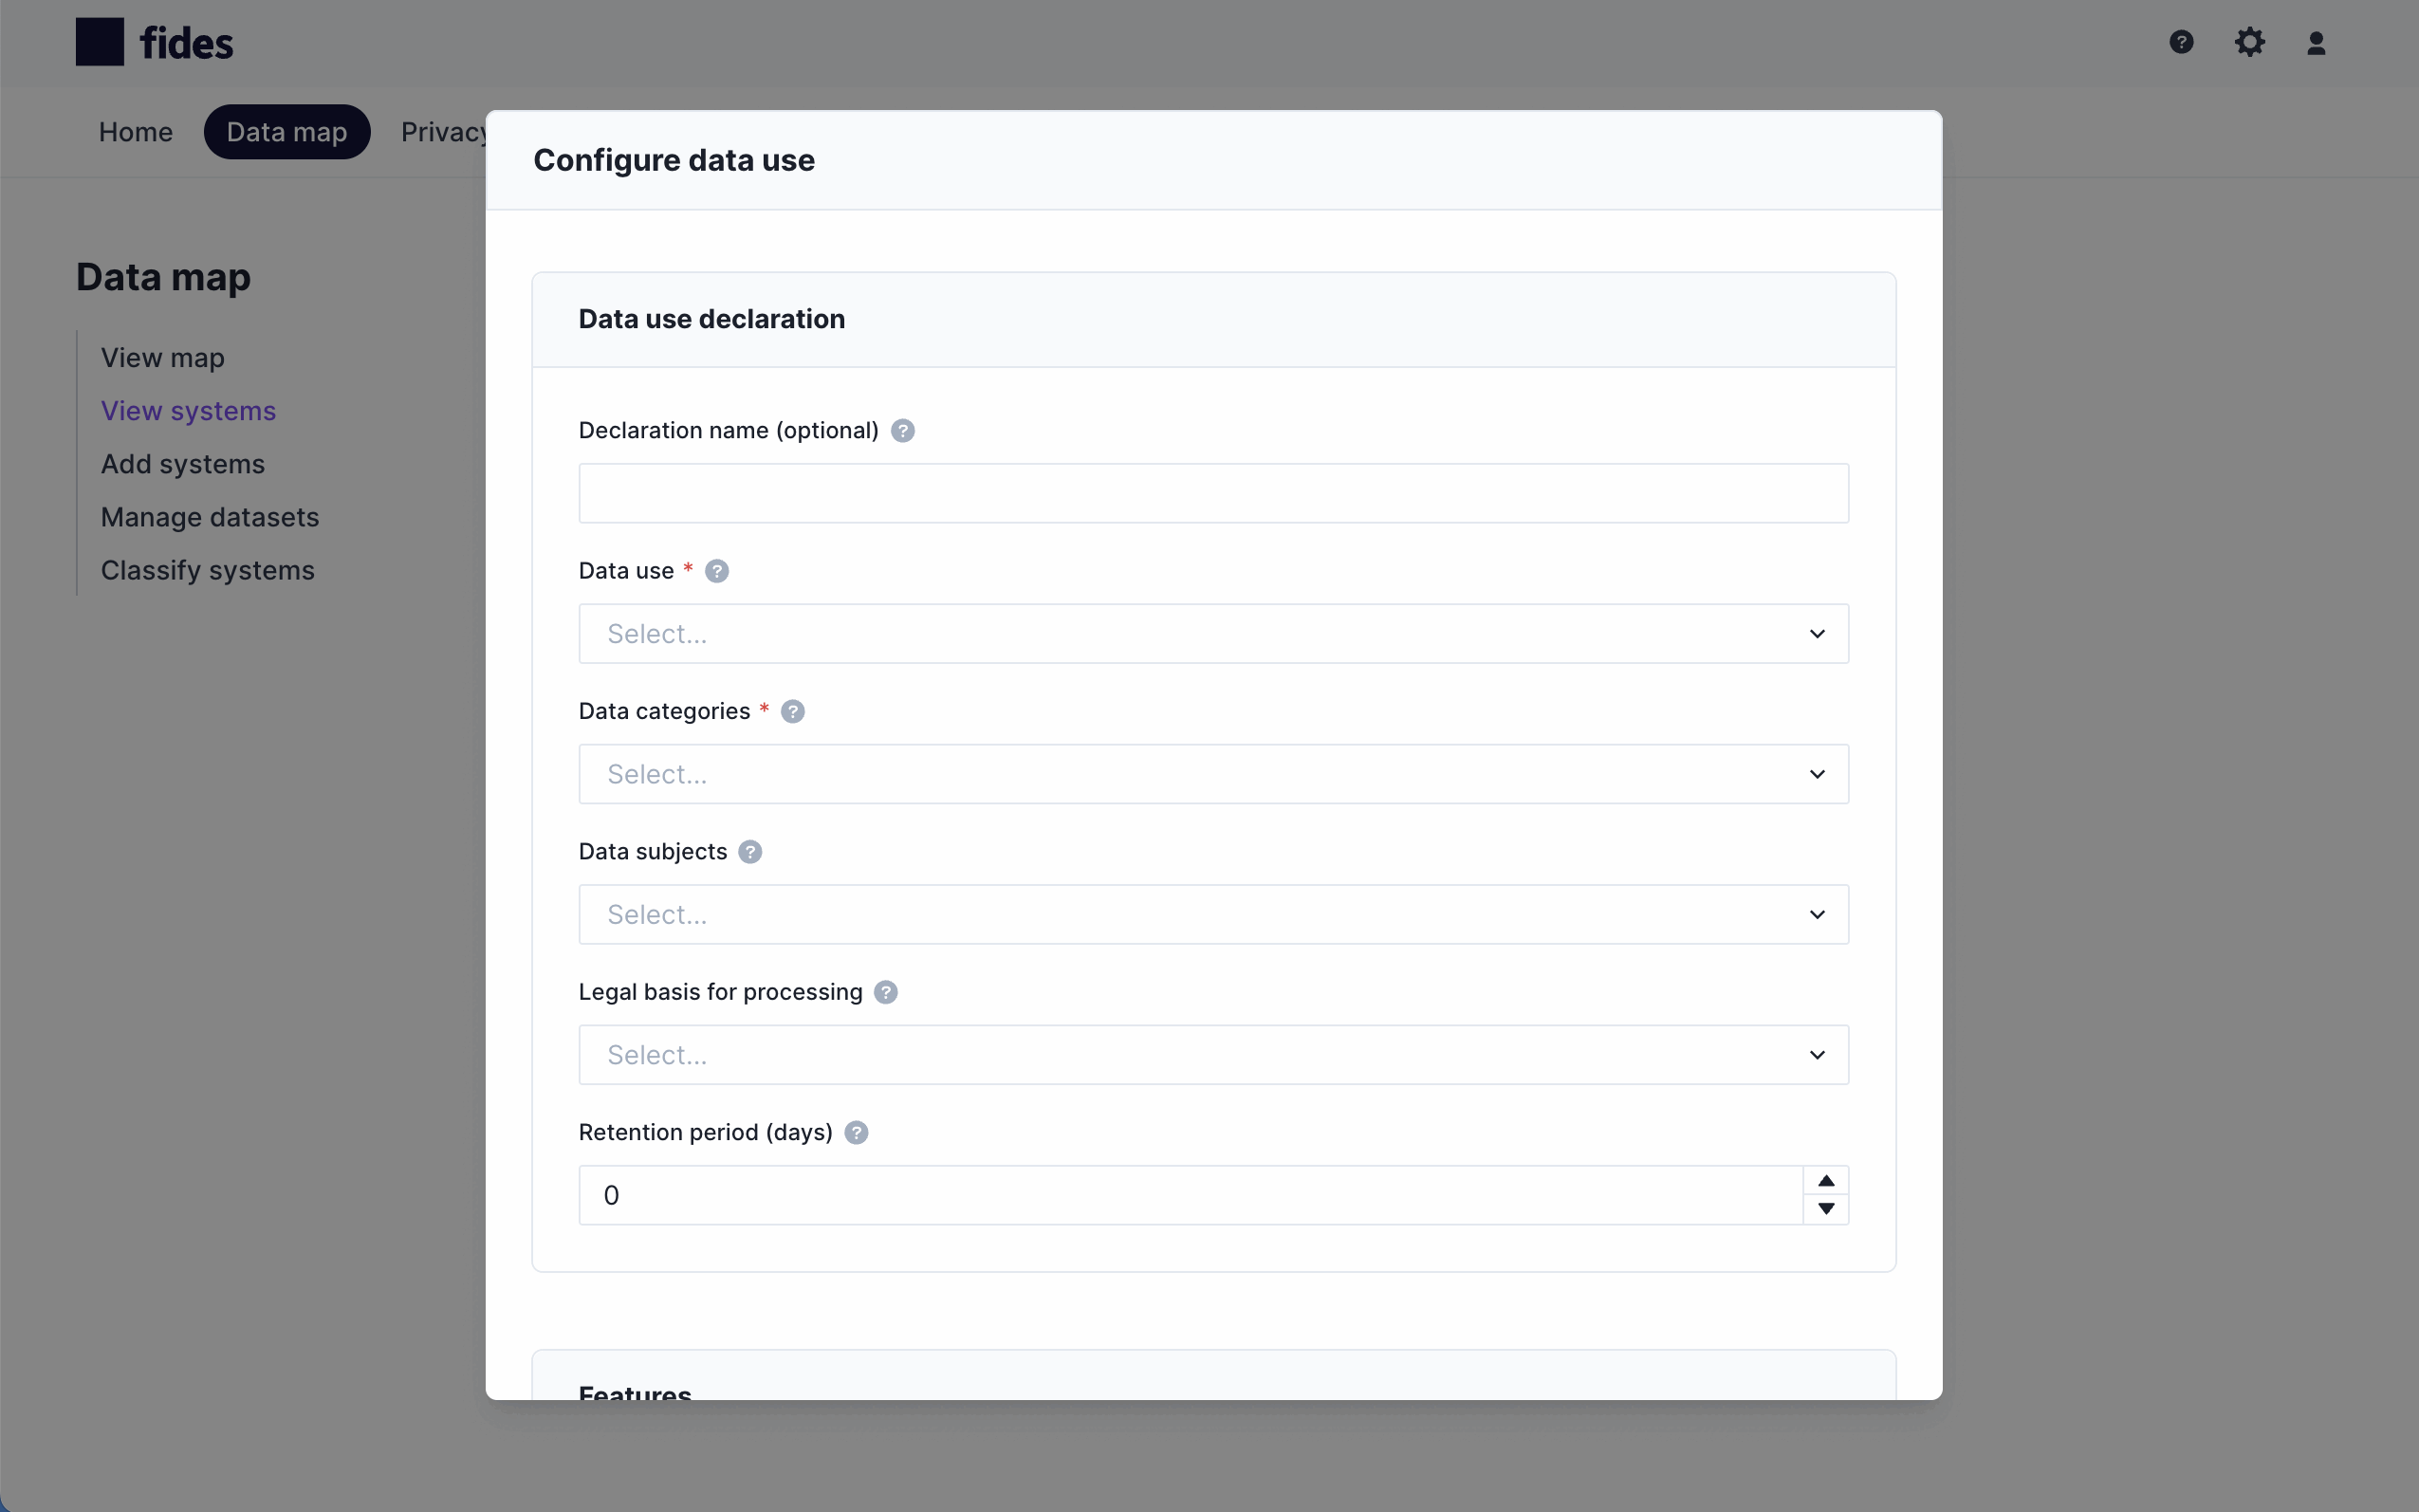 fides
Home
Data map
Privacy
Data map
View map
View systems
Add systems
Manage datasets
Classify systems
Configure data use
Data use declaration
Declaration name (optional)
Data use *
Select...
Data categories *
Select...
Data subjects
Select...
Legal basis for processing
Select...
Retention period (days)
0
Features